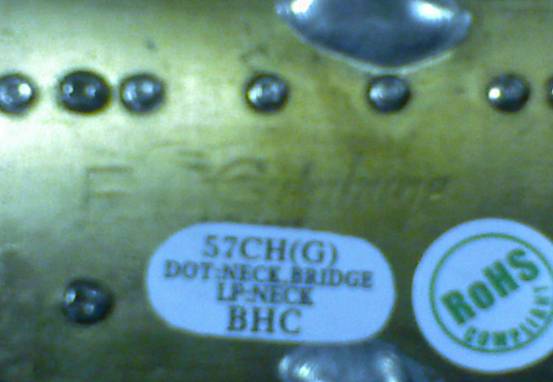 57CH(G)
DOT:NECK,BRIDGE
LP:NECK
BHC
RoHS
COMPLIANT